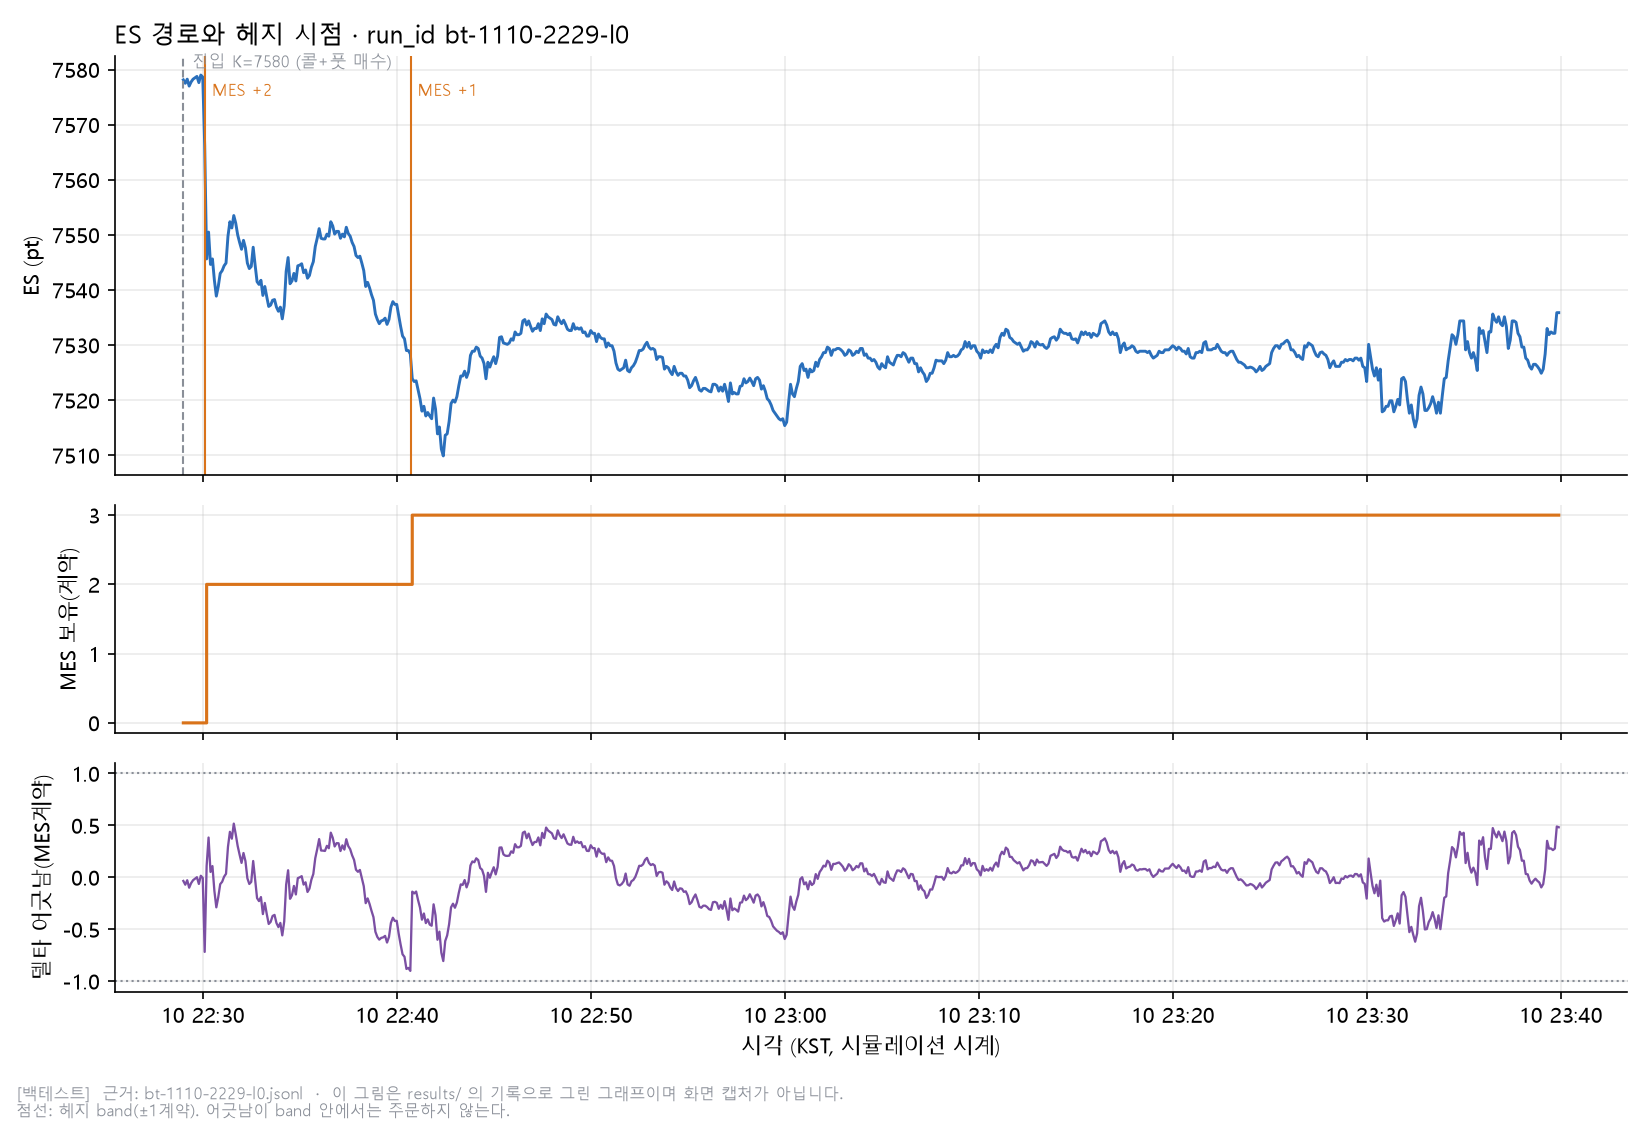 ES 경로와 헤지 시점 · run_id bt-1110-2229-l0
진입 K=7580 (콜+풋 매수)
MES +2
MES +1
ES (pt)
7580
7570
7560
7550
7540
7530
7520
7510
MES 보유(계약)
3
2
1
0
델타 어긋남(MES계약)
1.0
0.5
0.0
-0.5
-1.0
10 22:30
10 22:40
10 22:50
10 23:00
10 23:10
10 23:20
10 23:30
10 23:40
시각 (KST, 시뮬레이션 시계)
[백테스트] 근거: bt-1110-2229-l0.jsonl · 이 그림은 results/ 의 기록으로 그린 그래프이며 화면 캡처가 아닙니다.
점선: 헤지 band(±1계약). 어긋남이 band 안에서는 주문하지 않는다.